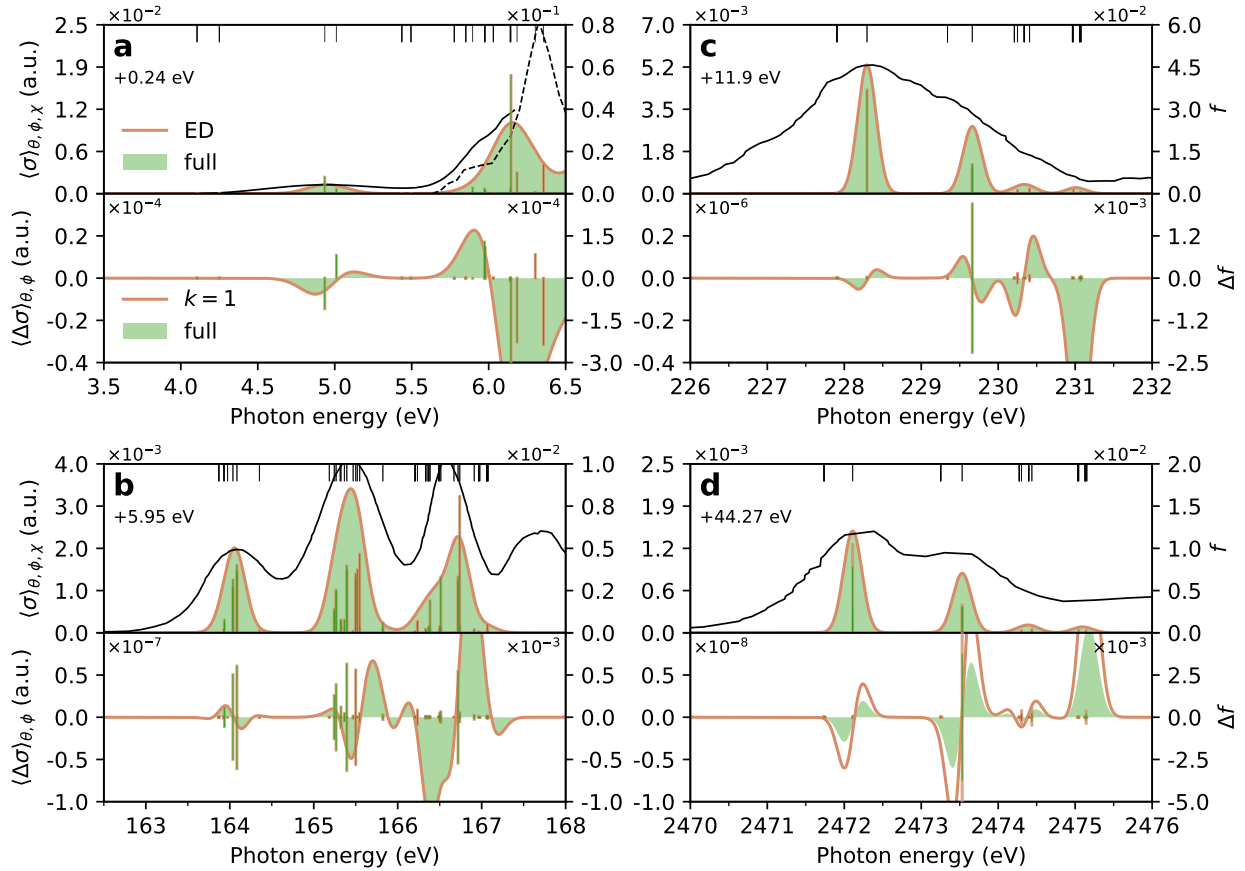 ×10⁻² ×10⁻¹
a
+0.24 eV
⟨σ⟩θ,ϕ,χ (a.u.)
2.5
1.9
1.2
0.6
0.0
0.8
0.6
0.4
0.2
0.0
ED
full
×10⁻⁴ ×10⁻⁴
⟨Δσ⟩θ,ϕ (a.u.)
0.2
0.0
-0.2
-0.4
1.5
0.0
-1.5
-3.0
k = 1
full
3.5 4.0 4.5 5.0 5.5 6.0 6.5
Photon energy (eV)
×10⁻³ ×10⁻²
c
+11.9 eV
7.0
5.2
3.5
1.8
0.0
6.0
4.5
3.0
1.5
0.0
f
×10⁻⁶ ×10⁻³
0.2
0.0
-0.2
-0.4
1.2
0.0
-1.2
-2.5
Δf
226 227 228 229 230 231 232
Photon energy (eV)
×10⁻³ ×10⁻²
b
+5.95 eV
⟨σ⟩θ,ϕ,χ (a.u.)
4.0
3.0
2.0
1.0
0.0
1.0
0.8
0.5
0.2
0.0
×10⁻⁷ ×10⁻³
⟨Δσ⟩θ,ϕ (a.u.)
0.5
0.0
-0.5
-1.0
0.5
0.0
-0.5
-1.0
163 164 165 166 167 168
Photon energy (eV)
×10⁻³ ×10⁻²
d
+44.27 eV
2.5
1.9
1.2
0.6
0.0
2.0
1.5
1.0
0.5
0.0
f
×10⁻⁸ ×10⁻³
0.5
0.0
-0.5
-1.0
2.5
0.0
-2.5
-5.0
Δf
2470 2471 2472 2473 2474 2475 2476
Photon energy (eV)